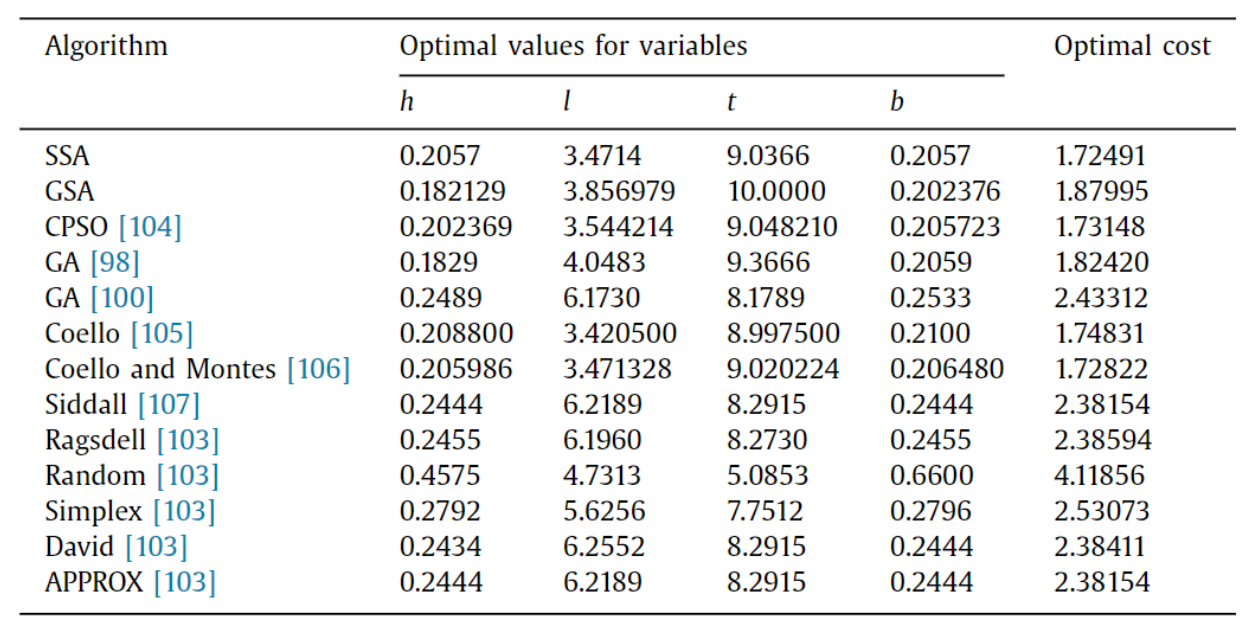 Algorithm Optimal values for variables Optimal cost
h l t b
SSA 0.2057 3.4714 9.0366 0.2057 1.72491
GSA 0.182129 3.856979 10.0000 0.202376 1.87995
CPSO [104] 0.202369 3.544214 9.048210 0.205723 1.73148
GA [98] 0.1829 4.0483 9.3666 0.2059 1.82420
GA [100] 0.2489 6.1730 8.1789 0.2533 2.43312
Coello [105] 0.208800 3.420500 8.997500 0.2100 1.74831
Coello and Montes [106] 0.205986 3.471328 9.020224 0.206480 1.72822
Siddall [107] 0.2444 6.2189 8.2915 0.2444 2.38154
Ragsdell [103] 0.2455 6.1960 8.2730 0.2455 2.38594
Random [103] 0.4575 4.7313 5.0853 0.6600 4.11856
Simplex [103] 0.2792 5.6256 7.7512 0.2796 2.53073
David [103] 0.2434 6.2552 8.2915 0.2444 2.38411
APPROX [103] 0.2444 6.2189 8.2915 0.2444 2.38154